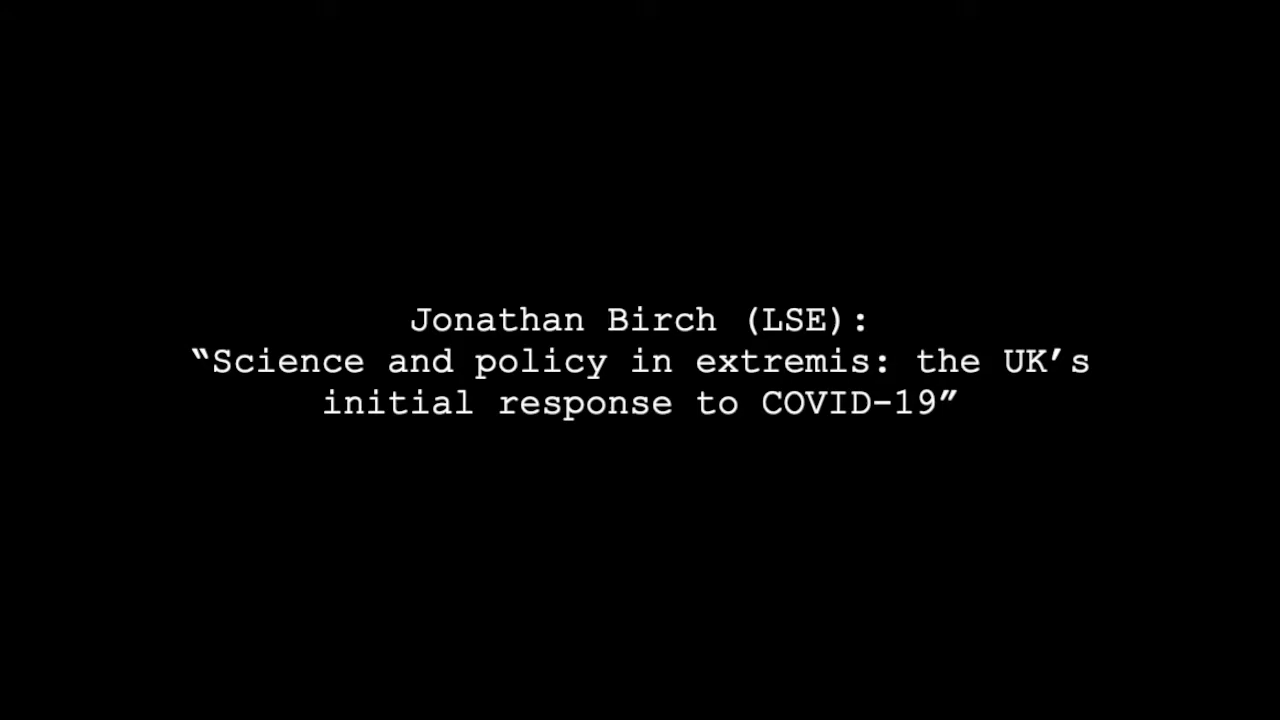 Jonathan Birch (LSE):
“Science and policy in extremis: the UK’s
initial response to COVID-19”